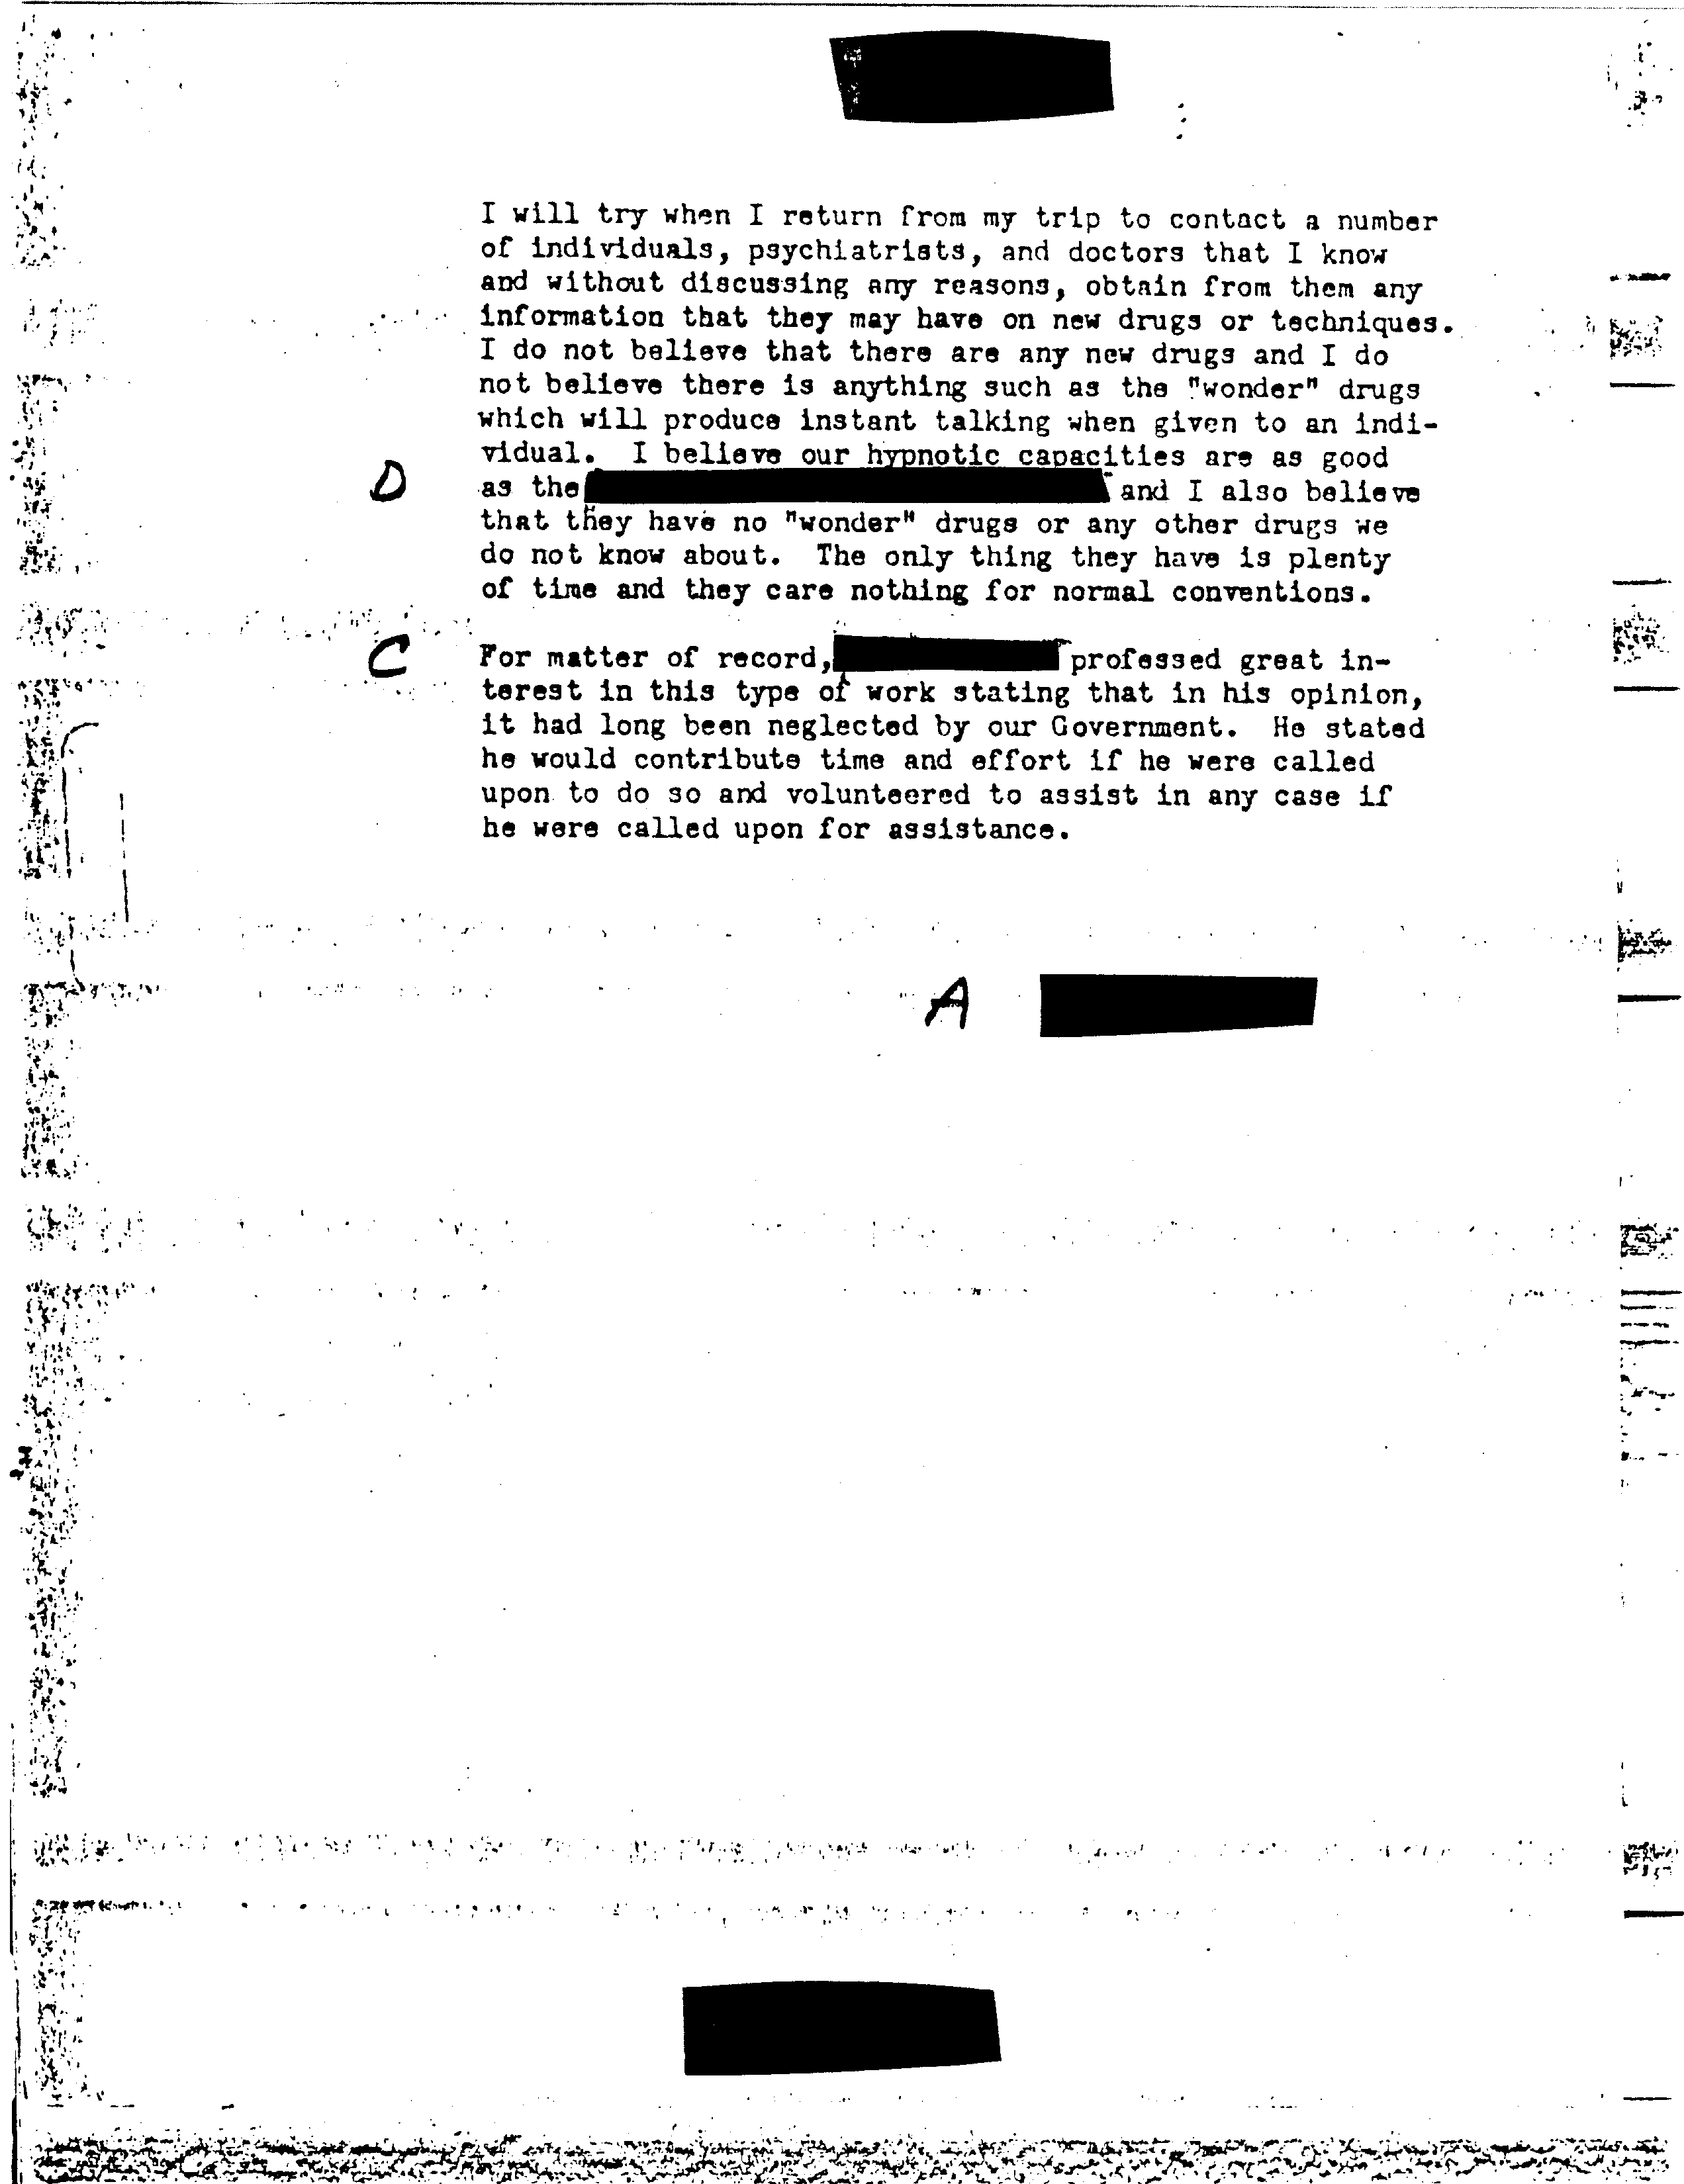 I will try when I return from my trip to contact a number
of individuals, psychiatrists, and doctors that I know
and without discussing any reasons, obtain from them any
information that they may have on new drugs or techniques.
I do not believe that there are any new drugs and I do
not believe there is anything such as the "wonder" drugs
which will produce instant talking when given to an indi-
vidual. I believe our hypnotic capacities are as good
D as the and I also believe
that they have no "wonder" drugs or any other drugs we
do not know about. The only thing they have is plenty
of time and they care nothing for normal conventions.
C For matter of record, professed great in-
terest in this type of work stating that in his opinion,
it had long been neglected by our Government. He stated
he would contribute time and effort if he were called
upon to do so and volunteered to assist in any case if
he were called upon for assistance.
A